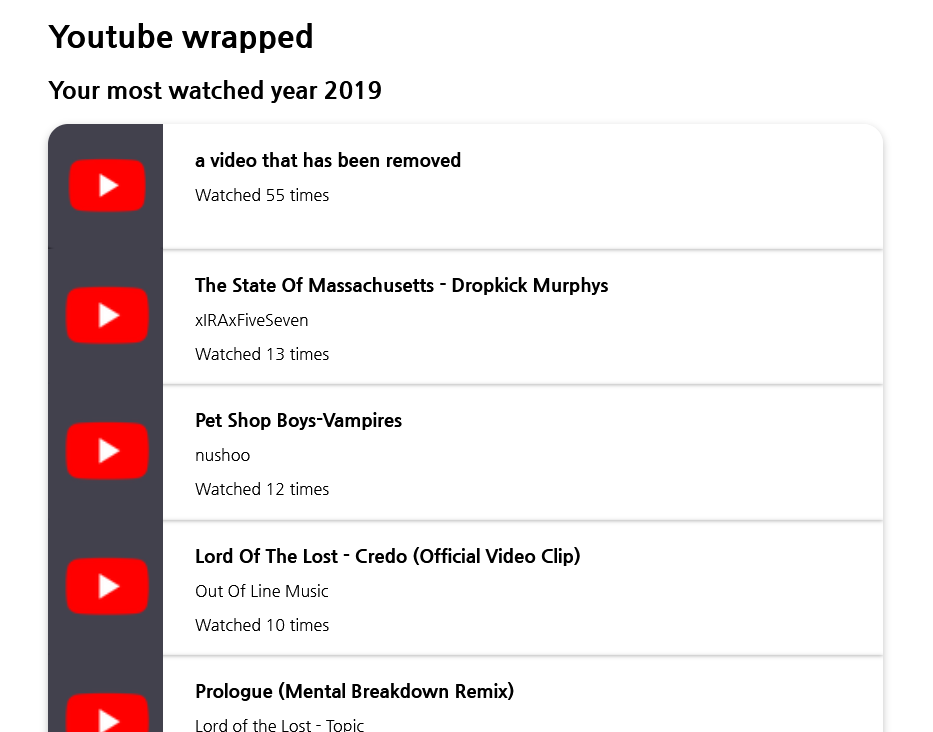 Youtube wrapped
Your most watched year 2019
a video that has been removed
Watched 55 times
The State Of Massachusetts - Dropkick Murphys
xIRAxFiveSeven
Watched 13 times
Pet Shop Boys-Vampires
nushoo
Watched 12 times
Lord Of The Lost - Credo (Official Video Clip)
Out Of Line Music
Watched 10 times
Prologue (Mental Breakdown Remix)
Lord of the Lost - Topic